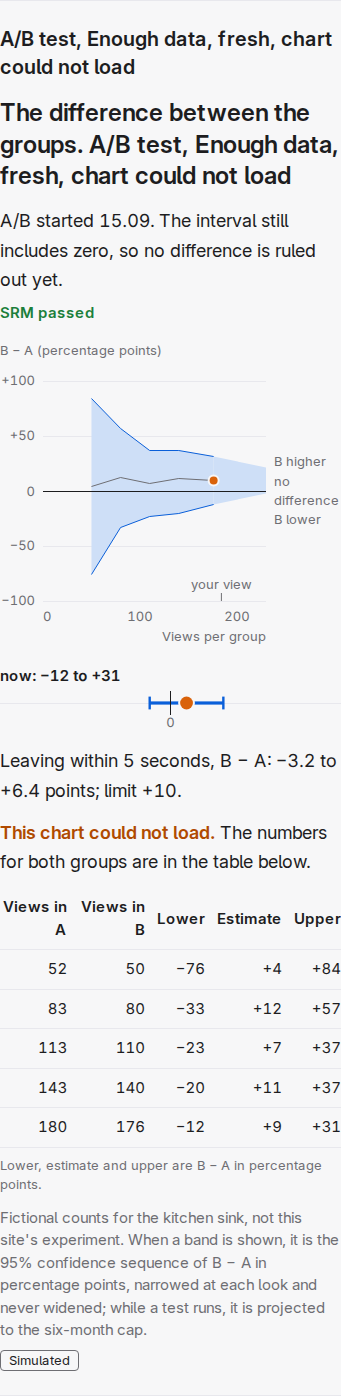 A/B test, Enough data, fresh, chart
could not load
The difference between the
groups. A/B test, Enough data,
fresh, chart could not load
A/B started 15.09. The interval still
includes zero, so no difference is ruled
out yet.
SRM passed
B − A (percentage points)
+100
+50
0
−50
−100
B higher
no
difference
B lower
your view
0 100 200
Views per group
now: −12 to +31
0
Leaving within 5 seconds, B − A: −3.2 to
+6.4 points; limit +10.
This chart could not load. The numbers
for both groups are in the table below.
Views in A Views in B Lower Estimate Upper
52 50 −76 +4 +84
83 80 −33 +12 +57
113 110 −23 +7 +37
143 140 −20 +11 +37
180 176 −12 +9 +31
Lower, estimate and upper are B − A in percentage
points.
Fictional counts for the kitchen sink, not this
site's experiment. When a band is shown, it is the
95% confidence sequence of B − A in
percentage points, narrowed at each look and
never widened; while a test runs, it is projected
to the six-month cap.
Simulated